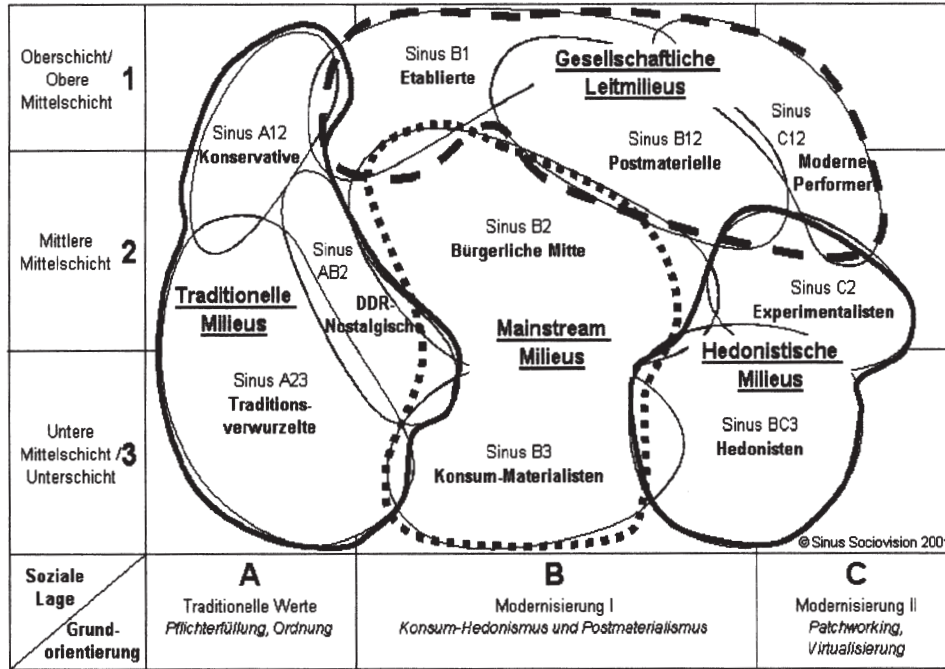 Oberschicht/
Obere
Mittelschicht
1
Mittlere
Mittelschicht
2
Untere
Mittelschicht /
Unterschicht
3
Sinus B1
Etablierte
Gesellschaftliche
Leitmilieus
Sinus A12
Konservative
Sinus B12
Postmaterielle
Sinus
C12
Moderne
Performer
Sinus B2
Bürgerliche Mitte
Sinus
AB2
DDR-
Nostalgische
Traditionelle
Milieus
Sinus C2
Experimentalisten
Mainstream
Milieus
Hedonistische
Milieus
Sinus A23
Traditions-
verwurzelte
Sinus BC3
Hedonisten
Sinus B3
Konsum-Materialisten
© Sinus Sociovision 200
Soziale
Lage
Grund-
orientierung
A
Traditionelle Werte
Pflichterfüllung, Ordnung
B
Modernisierung I
Konsum-Hedonismus und Postmaterialismus
C
Modernisierung II
Patchworking,
Virtualisierung